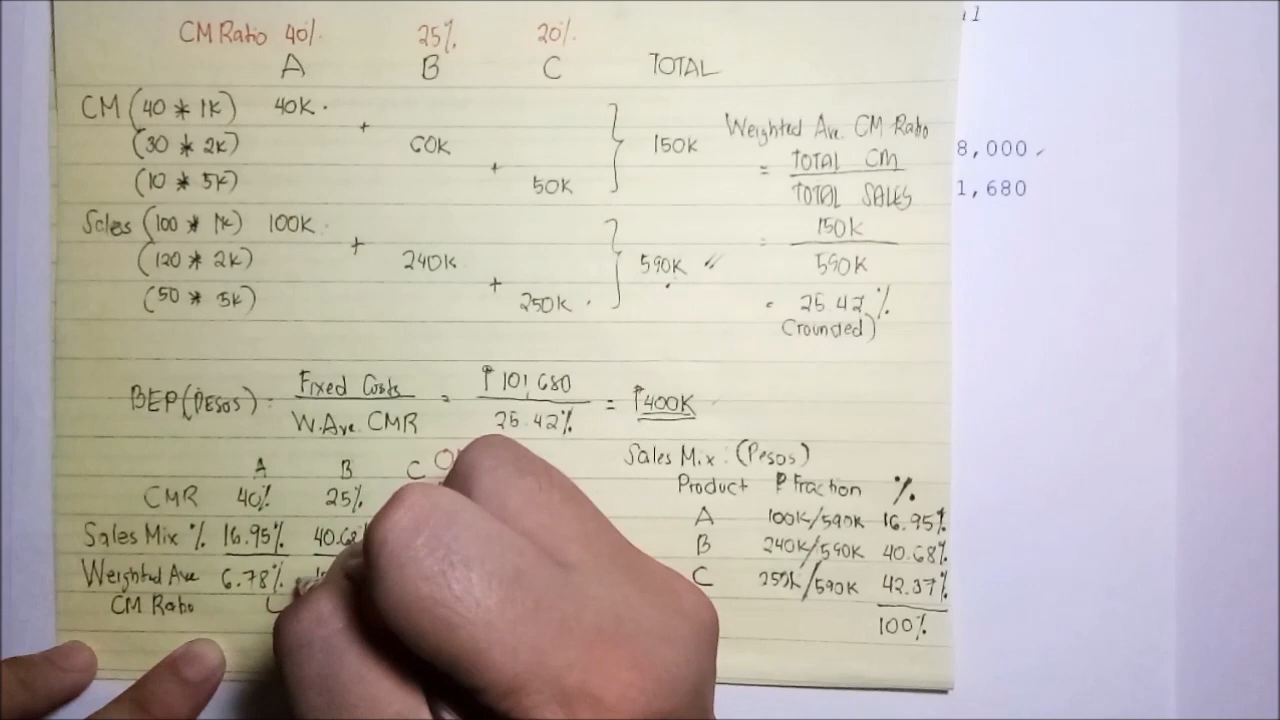 CM Ratio 40% 25% 20%
A B C TOTAL
CM (40 * 1K) 40K +
(30 * 2K) 60K + 150K
(10 * 5K) 50K
Sales (100 * 1K) 100K +
(120 * 2K) 240K + 590K
(50 * 5K) 250K
Weighted Ave. CM Ratio
= TOTAL CM
TOTAL SALES
= 150K
590K
= 25.42%
(rounded)
8,000
1,680
BEP (PESOS) = Fixed Costs = ₱101,680 = ₱400K
W. Ave. CMR 25.42%
A B C
CMR 40% 25%
Sales Mix % 16.95% 40.68%
Weighted Ave 6.78%
CM Ratio
Sales Mix: (Pesos)
Product ₱ Fraction %
A 100K/590K 16.95%
B 240K/590K 40.68%
C 250K/590K 42.37%
100%